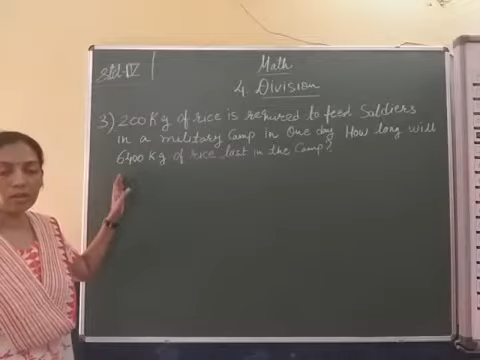 Math
Std-IV
4. Division
3) 200 Kg of rice is required to feed Soldiers
in a military Camp in One day How long will
6400 Kg of rice last in the Camp?